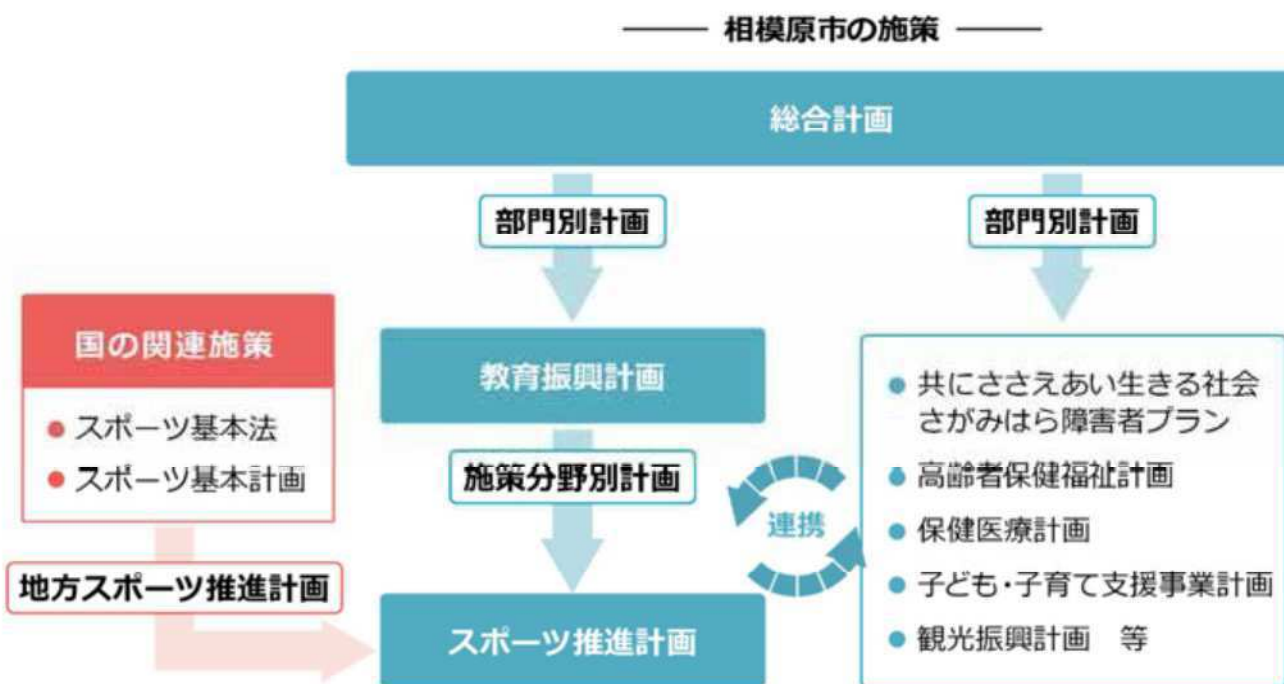 相模原市の施策
総合計画
部門別計画
部門別計画
国の関連施策
● スポーツ基本法
● スポーツ基本計画
地方スポーツ推進計画
教育振興計画
施策分野別計画
スポーツ推進計画
連携
● 共にささえあい生きる社会
さがみはら障害者プラン
● 高齢者保健福祉計画
● 保健医療計画
● 子ども・子育て支援事業計画
● 観光振興計画　等